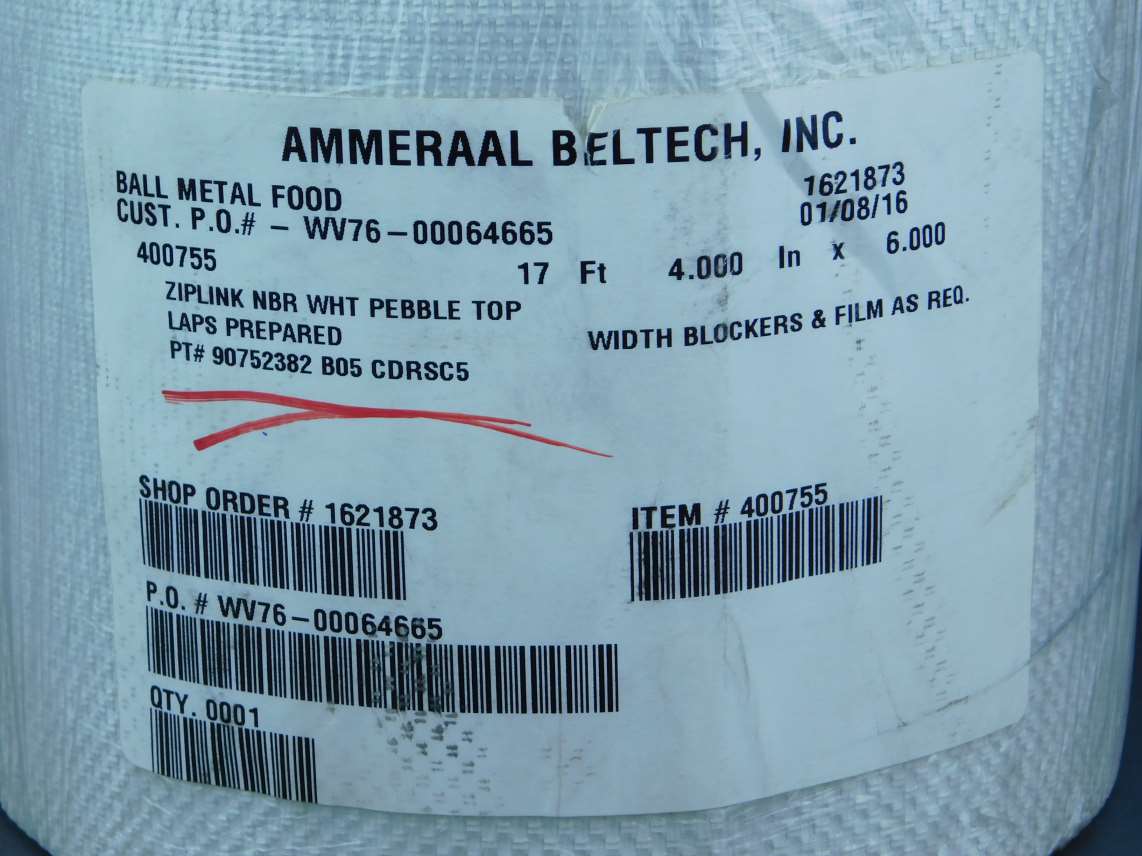 AMMERAAL BELTECH, INC.
BALL METAL FOOD 1621873
CUST. P.O.# - WV76-00064665 01/08/16
400755 17 Ft 4.000 In x 6.000
ZIPLINK NBR WHT PEBBLE TOP
LAPS PREPARED WIDTH BLOCKERS & FILM AS REQ.
PT# 90752382 B05 CDRSC5
SHOP ORDER # 1621873 ITEM # 400755
P.O. # WV76-00064665
QTY. 0001